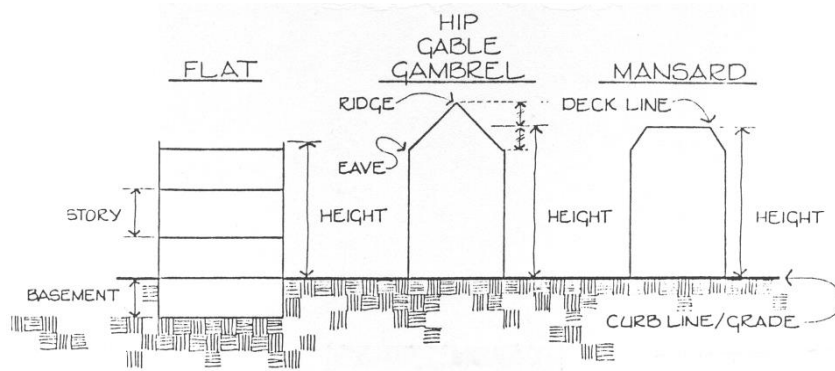 FLAT
HIP
GABLE
GAMBREL
MANSARD
RIDGE
DECK LINE
EAVE
STORY
HEIGHT
HEIGHT
HEIGHT
BASEMENT
CURB LINE/GRADE